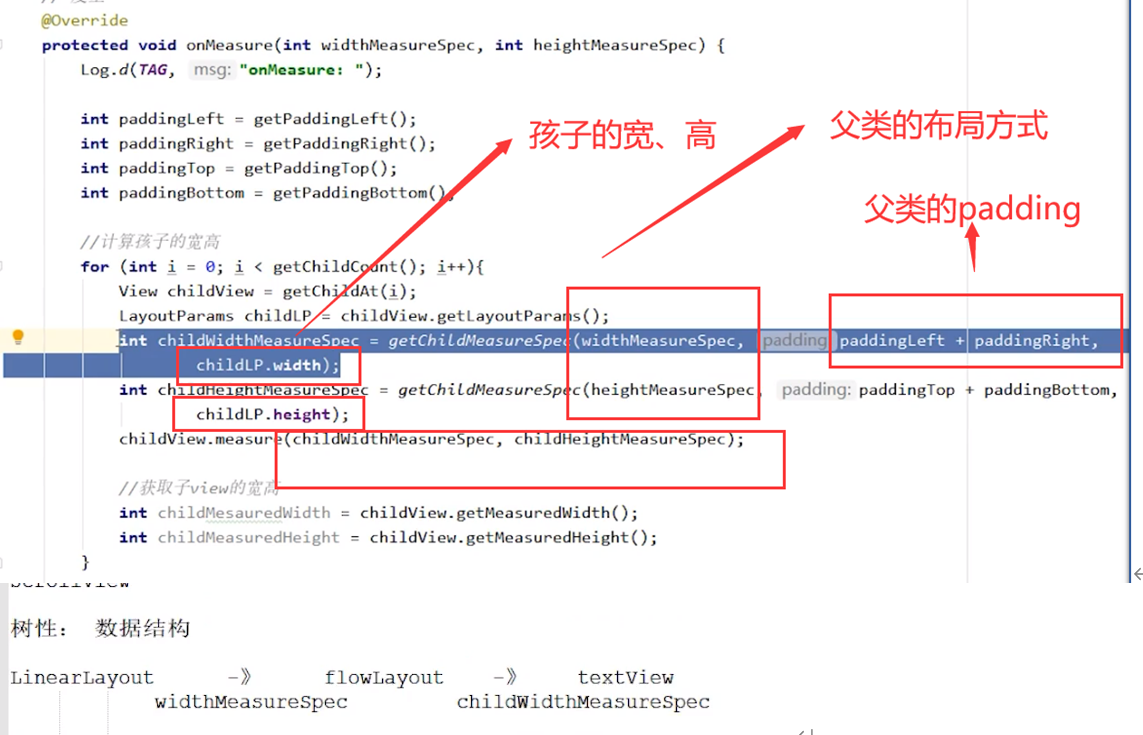 @Override
protected void onMeasure(int widthMeasureSpec, int heightMeasureSpec) {
Log.d(TAG, msg: "onMeasure: ");
int paddingLeft = getPaddingLeft();
int paddingRight = getPaddingRight();
int paddingTop = getPaddingTop();
int paddingBottom = getPaddingBottom();
孩子的宽、高
父类的布局方式
父类的padding
//计算孩子的宽高
for (int i = 0; i < getChildCount(); i++){
View childView = getChildAt(i);
LayoutParams childLP = childView.getLayoutParams();
int childWidthMeasureSpec = getChildMeasureSpec(widthMeasureSpec, padding: paddingLeft + paddingRight,
childLP.width);
int childHeightMeasureSpec = getChildMeasureSpec(heightMeasureSpec, padding: paddingTop + paddingBottom,
childLP.height);
childView.measure(childWidthMeasureSpec, childHeightMeasureSpec);
//获取子view的宽高
int childMesauredWidth = childView.getMeasuredWidth();
int childMeasuredHeight = childView.getMeasuredHeight();
}
ScrollView
树性： 数据结构
LinearLayout -》 flowLayout -》 textView
widthMeasureSpec childWidthMeasureSpec